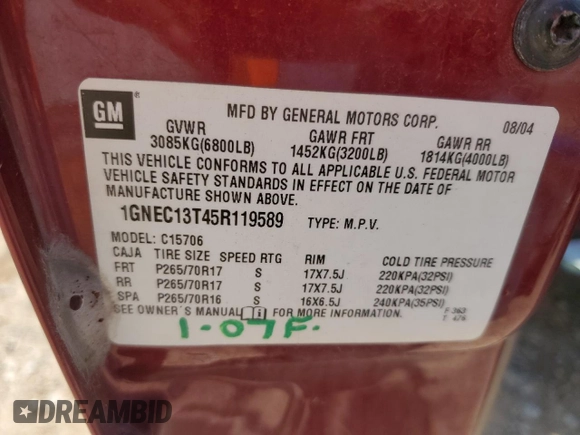 GM ®
MFD BY GENERAL MOTORS CORP. 08/04
GVWR GAWR FRT GAWR RR
3085KG(6800LB) 1452KG(3200LB) 1814KG(4000LB)
THIS VEHICLE CONFORMS TO ALL APPLICABLE U.S. FEDERAL MOTOR
VEHICLE SAFETY STANDARDS IN EFFECT ON THE DATE OF
MANUFACTURE SHOWN ABOVE.
1GNEC13T45R119589 TYPE: M.P.V.
MODEL: C15706
CAJA TIRE SIZE SPEED RTG RIM COLD TIRE PRESSURE
FRT P265/70R17 S 17X7.5J 220KPA(32PSI)
RR P265/70R17 S 17X7.5J 220KPA(32PSI)
SPA P265/70R16 S 16X6.5J 240KPA(35PSI)
SEE OWNER'S MANUAL FOR MORE INFORMATION.
1-07F.
DREAMBID